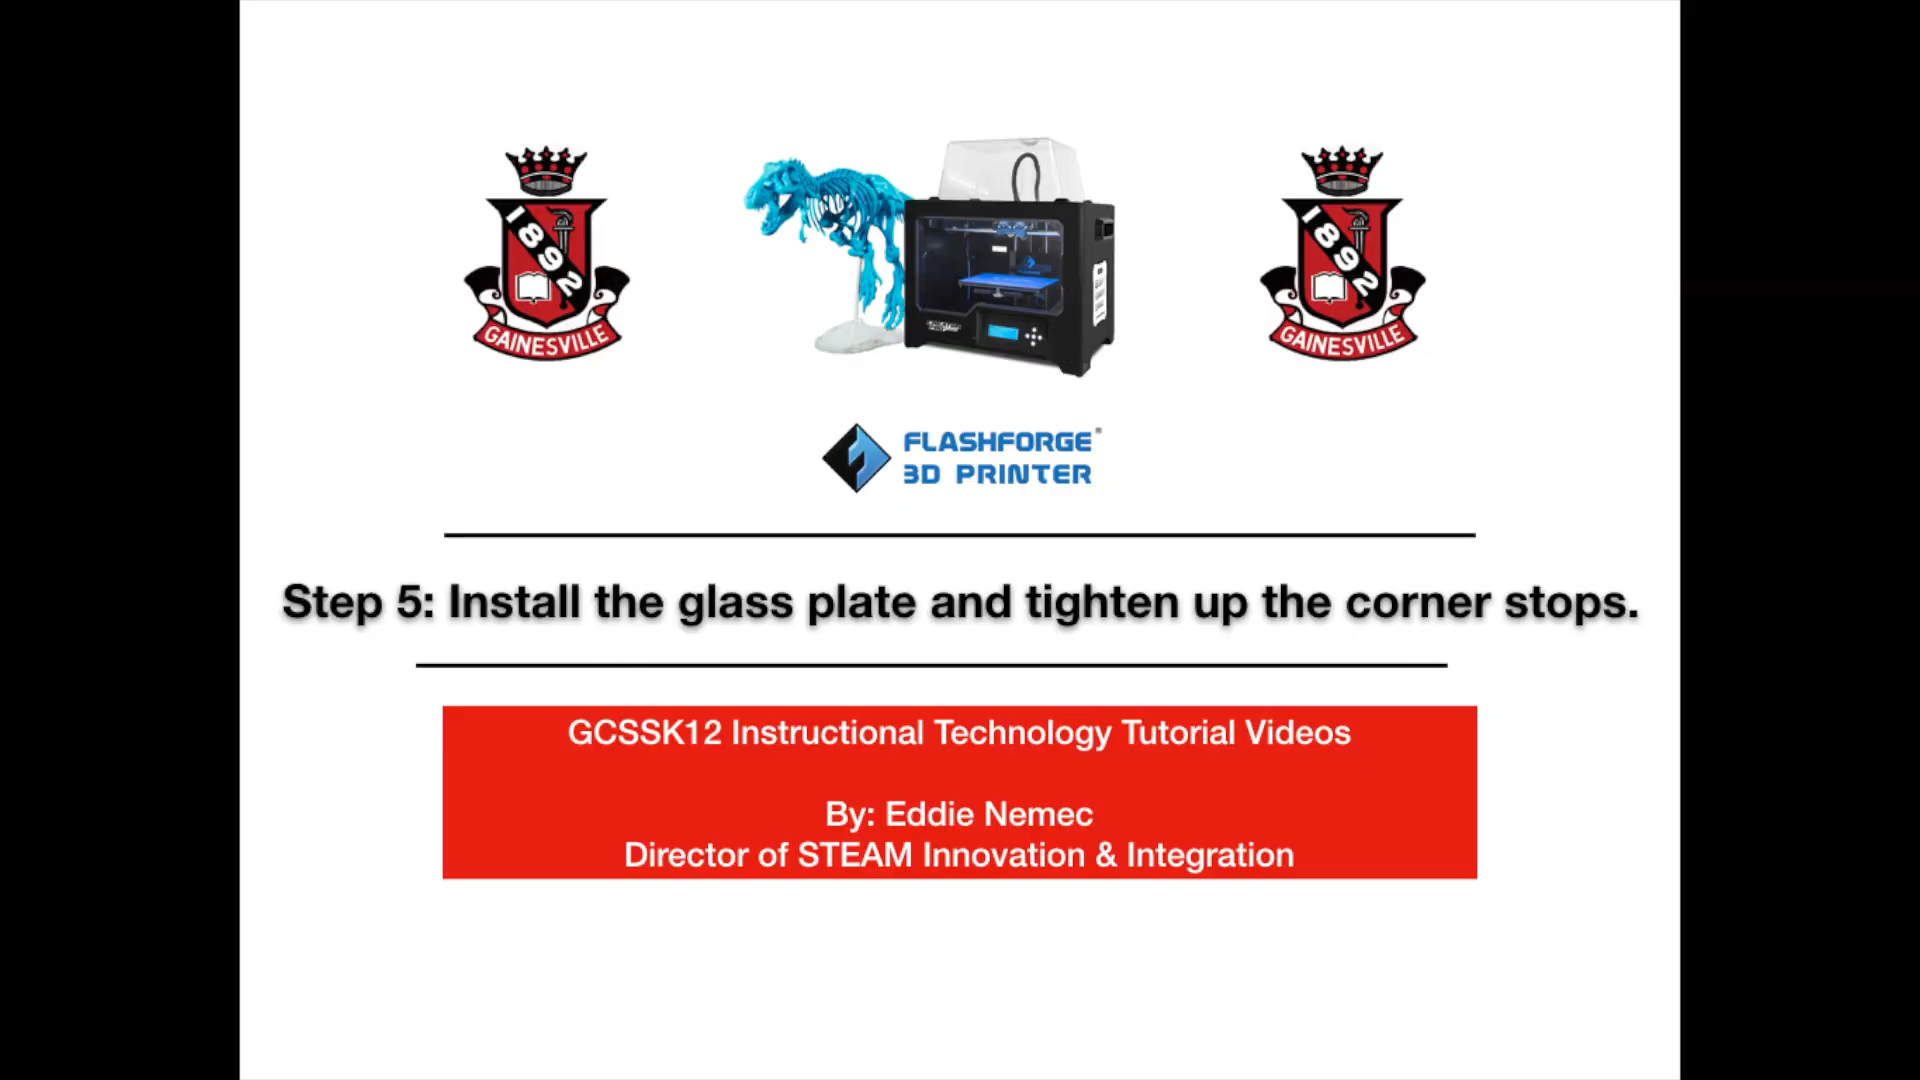 1892
GAINESVILLE
1892
GAINESVILLE
FLASHFORGE®
3D PRINTER
Step 5: Install the glass plate and tighten up the corner stops.
GCSSK12 Instructional Technology Tutorial Videos
By: Eddie Nemec
Director of STEAM Innovation & Integration